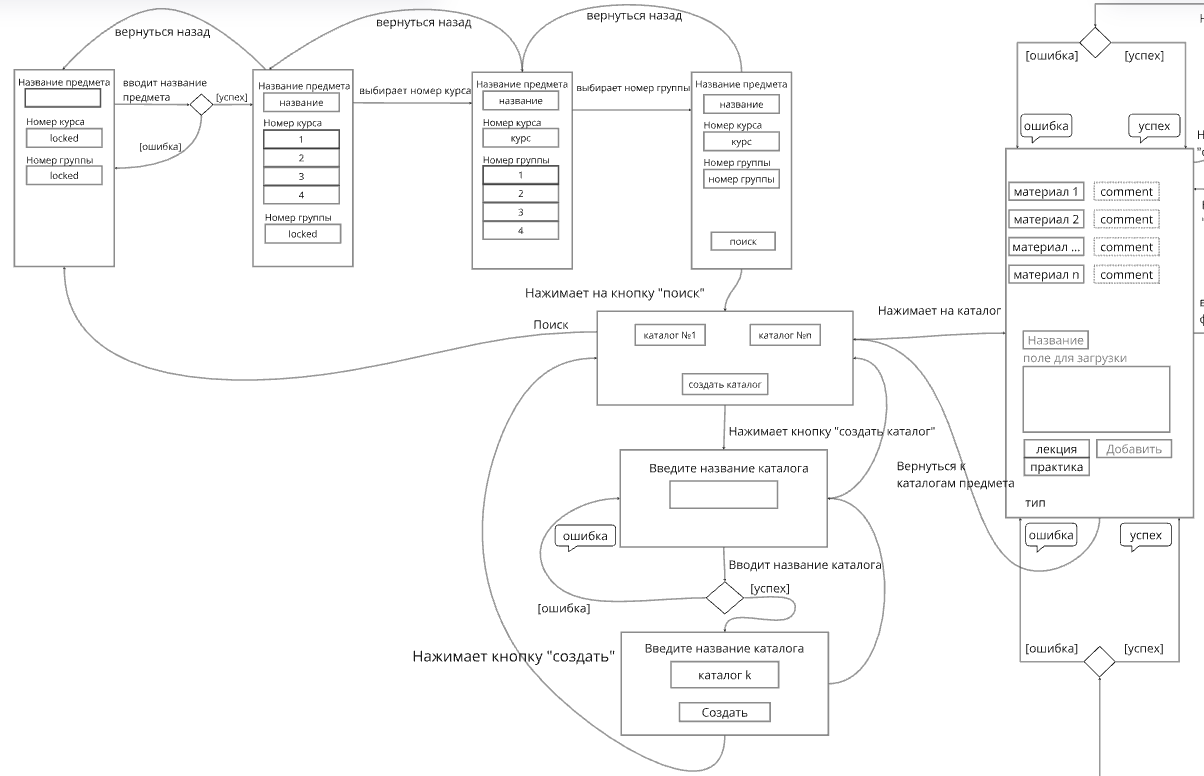 вернуться назад
вернуться назад
вернуться назад
Название предмета
вводит название
предмета
[успех]
[ошибка]
Номер курса
locked
Номер группы
locked
Название предмета
название
Номер курса
1
2
3
4
Номер группы
locked
выбирает номер курса
Название предмета
название
Номер курса
курс
Номер группы
1
2
3
4
выбирает номер группы
Название предмета
название
Номер курса
курс
Номер группы
номер группы
поиск
Нажимает на кнопку "поиск"
Поиск
каталог №1
каталог №n
создать каталог
Нажимает на каталог
Нажимает кнопку "создать каталог"
Введите название каталога
Вернуться к
каталогам предмета
ошибка
Вводит название каталога
[ошибка]
[успех]
Нажимает кнопку "создать"
Введите название каталога
каталог k
Создать
[ошибка]
[успех]
ошибка
успех
материал 1
comment
материал 2
comment
материал ...
comment
материал n
comment
Название
поле для загрузки
лекция
Добавить
практика
тип
ошибка
успех
[ошибка]
[успех]